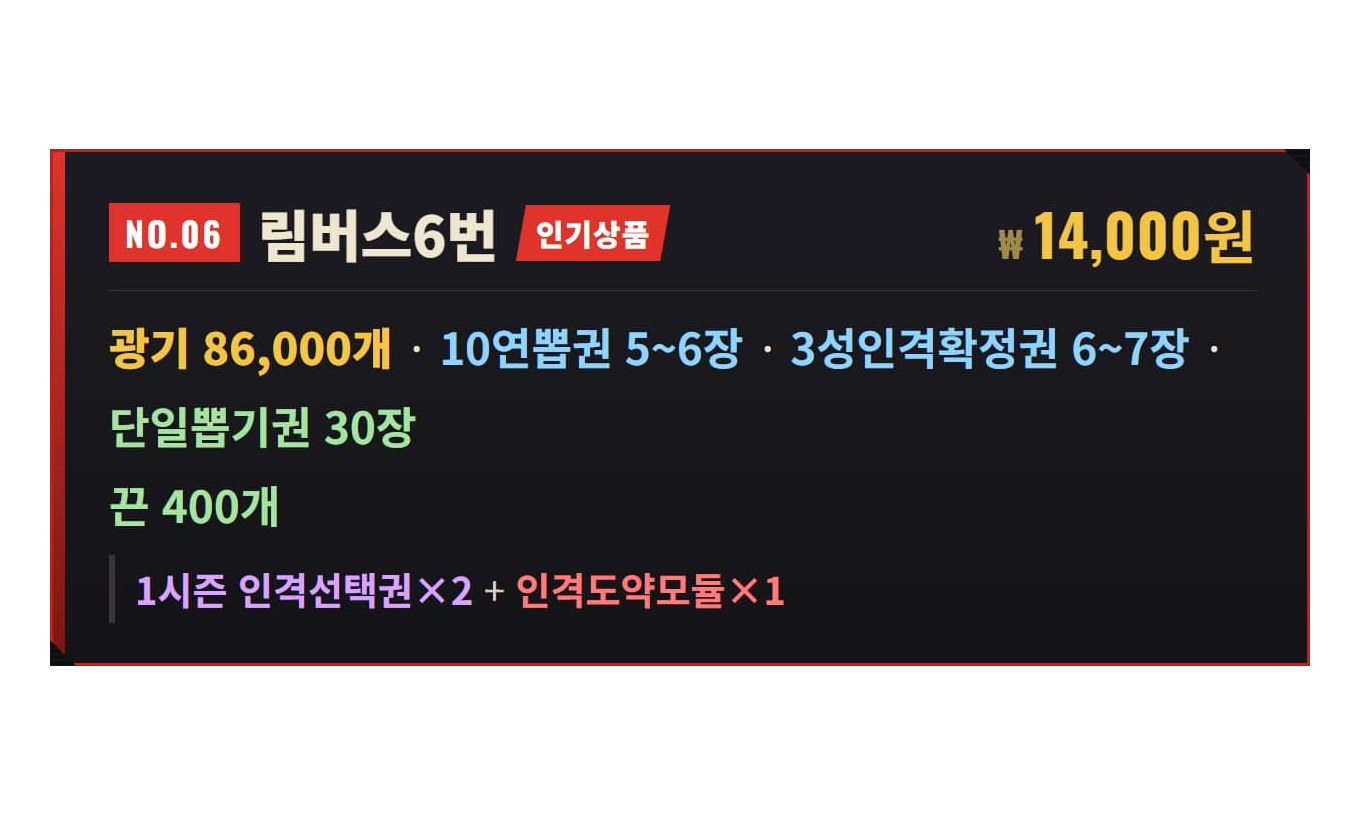 NO.06 림버스6번 인기상품 ₩14,000원
광기 86,000개 · 10연뽑권 5~6장 · 3성인격확정권 6~7장 ·
단일뽑기권 30장
끈 400개
1시즌 인격선택권×2 + 인격도약모듈×1